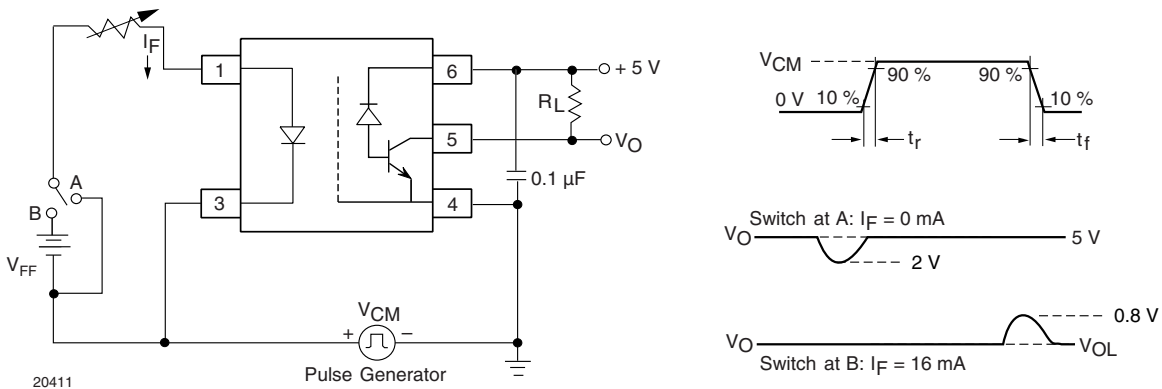 I_F
1
3
6
5
4
+ 5 V
R_L
V_O
0.1 µF
A
B
V_FF
V_CM
+
–
Pulse Generator
20411
V_CM
90 %
90 %
0 V
10 %
10 %
t_r
t_f
Switch at A: I_F = 0 mA
V_O
5 V
2 V
0.8 V
V_O
V_OL
Switch at B: I_F = 16 mA